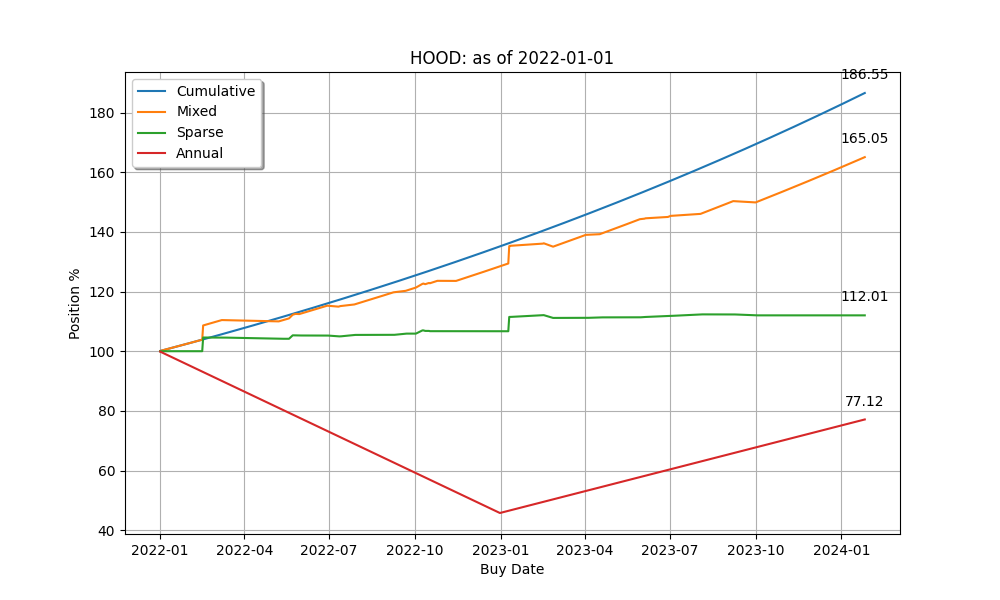 HOOD: as of 2022-01-01
Cumulative
Mixed
Sparse
Annual
186.55
165.05
112.01
77.12
Position %
180
160
140
120
100
80
60
40
2022-01 2022-04 2022-07 2022-10 2023-01 2023-04 2023-07 2023-10 2024-01
Buy Date